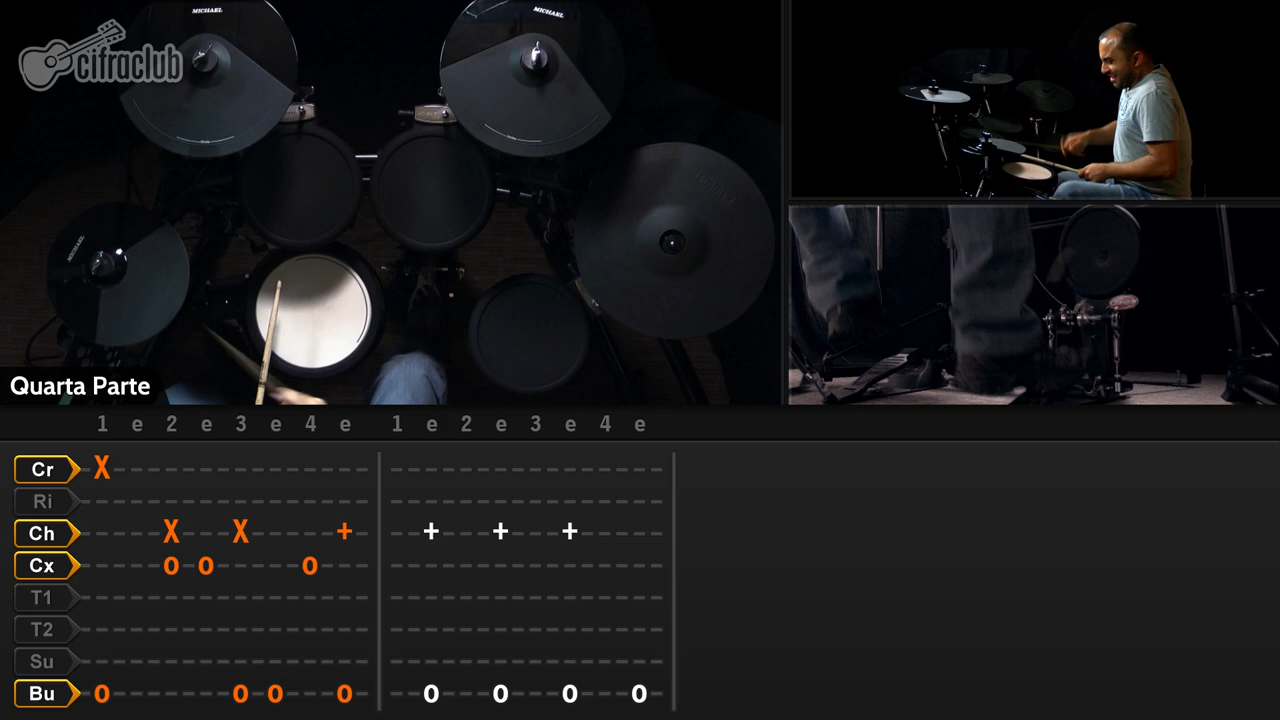 MICHAEL
MICHAEL
cifraclub
MICHAEL
Quarta Parte
1 e 2 e 3 e 4 e 1 e 2 e 3 e 4 e
Cr X
Ri
Ch X X + + + +
Cx o o o
T1
T2
Su
Bu o o o o o o o o